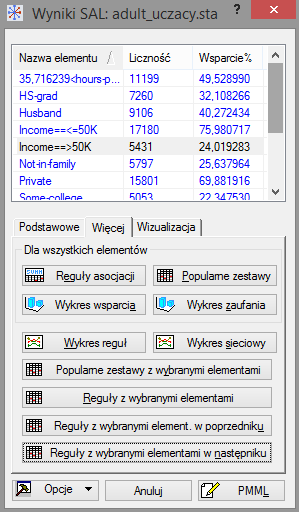 Wyniki SAL: adult_uczacy.sta ? ×
Nazwa elementu Liczność Wsparcie%
35,716239<hours-p... 11199 49,528990
HS-grad 7260 32,108266
Husband 9106 40,272434
Income==<=50K 17180 75,980717
Income==>50K 5431 24,019283
Not-in-family 5797 25,637964
Private 15801 69,881916
Some-college 5053 22,347530
Podstawowe Więcej Wizualizacja
Dla wszystkich elementów
Reguły asocjacji Popularne zestawy
Wykres wsparcia Wykres zaufania
Wykres reguł Wykres sieciowy
Popularne zestawy z wybranymi elementami
Reguły z wybranymi elementami
Reguły z wybranymi element. w poprzedniku
Reguły z wybranymi elementami w następniku
Opcje Anuluj PMML